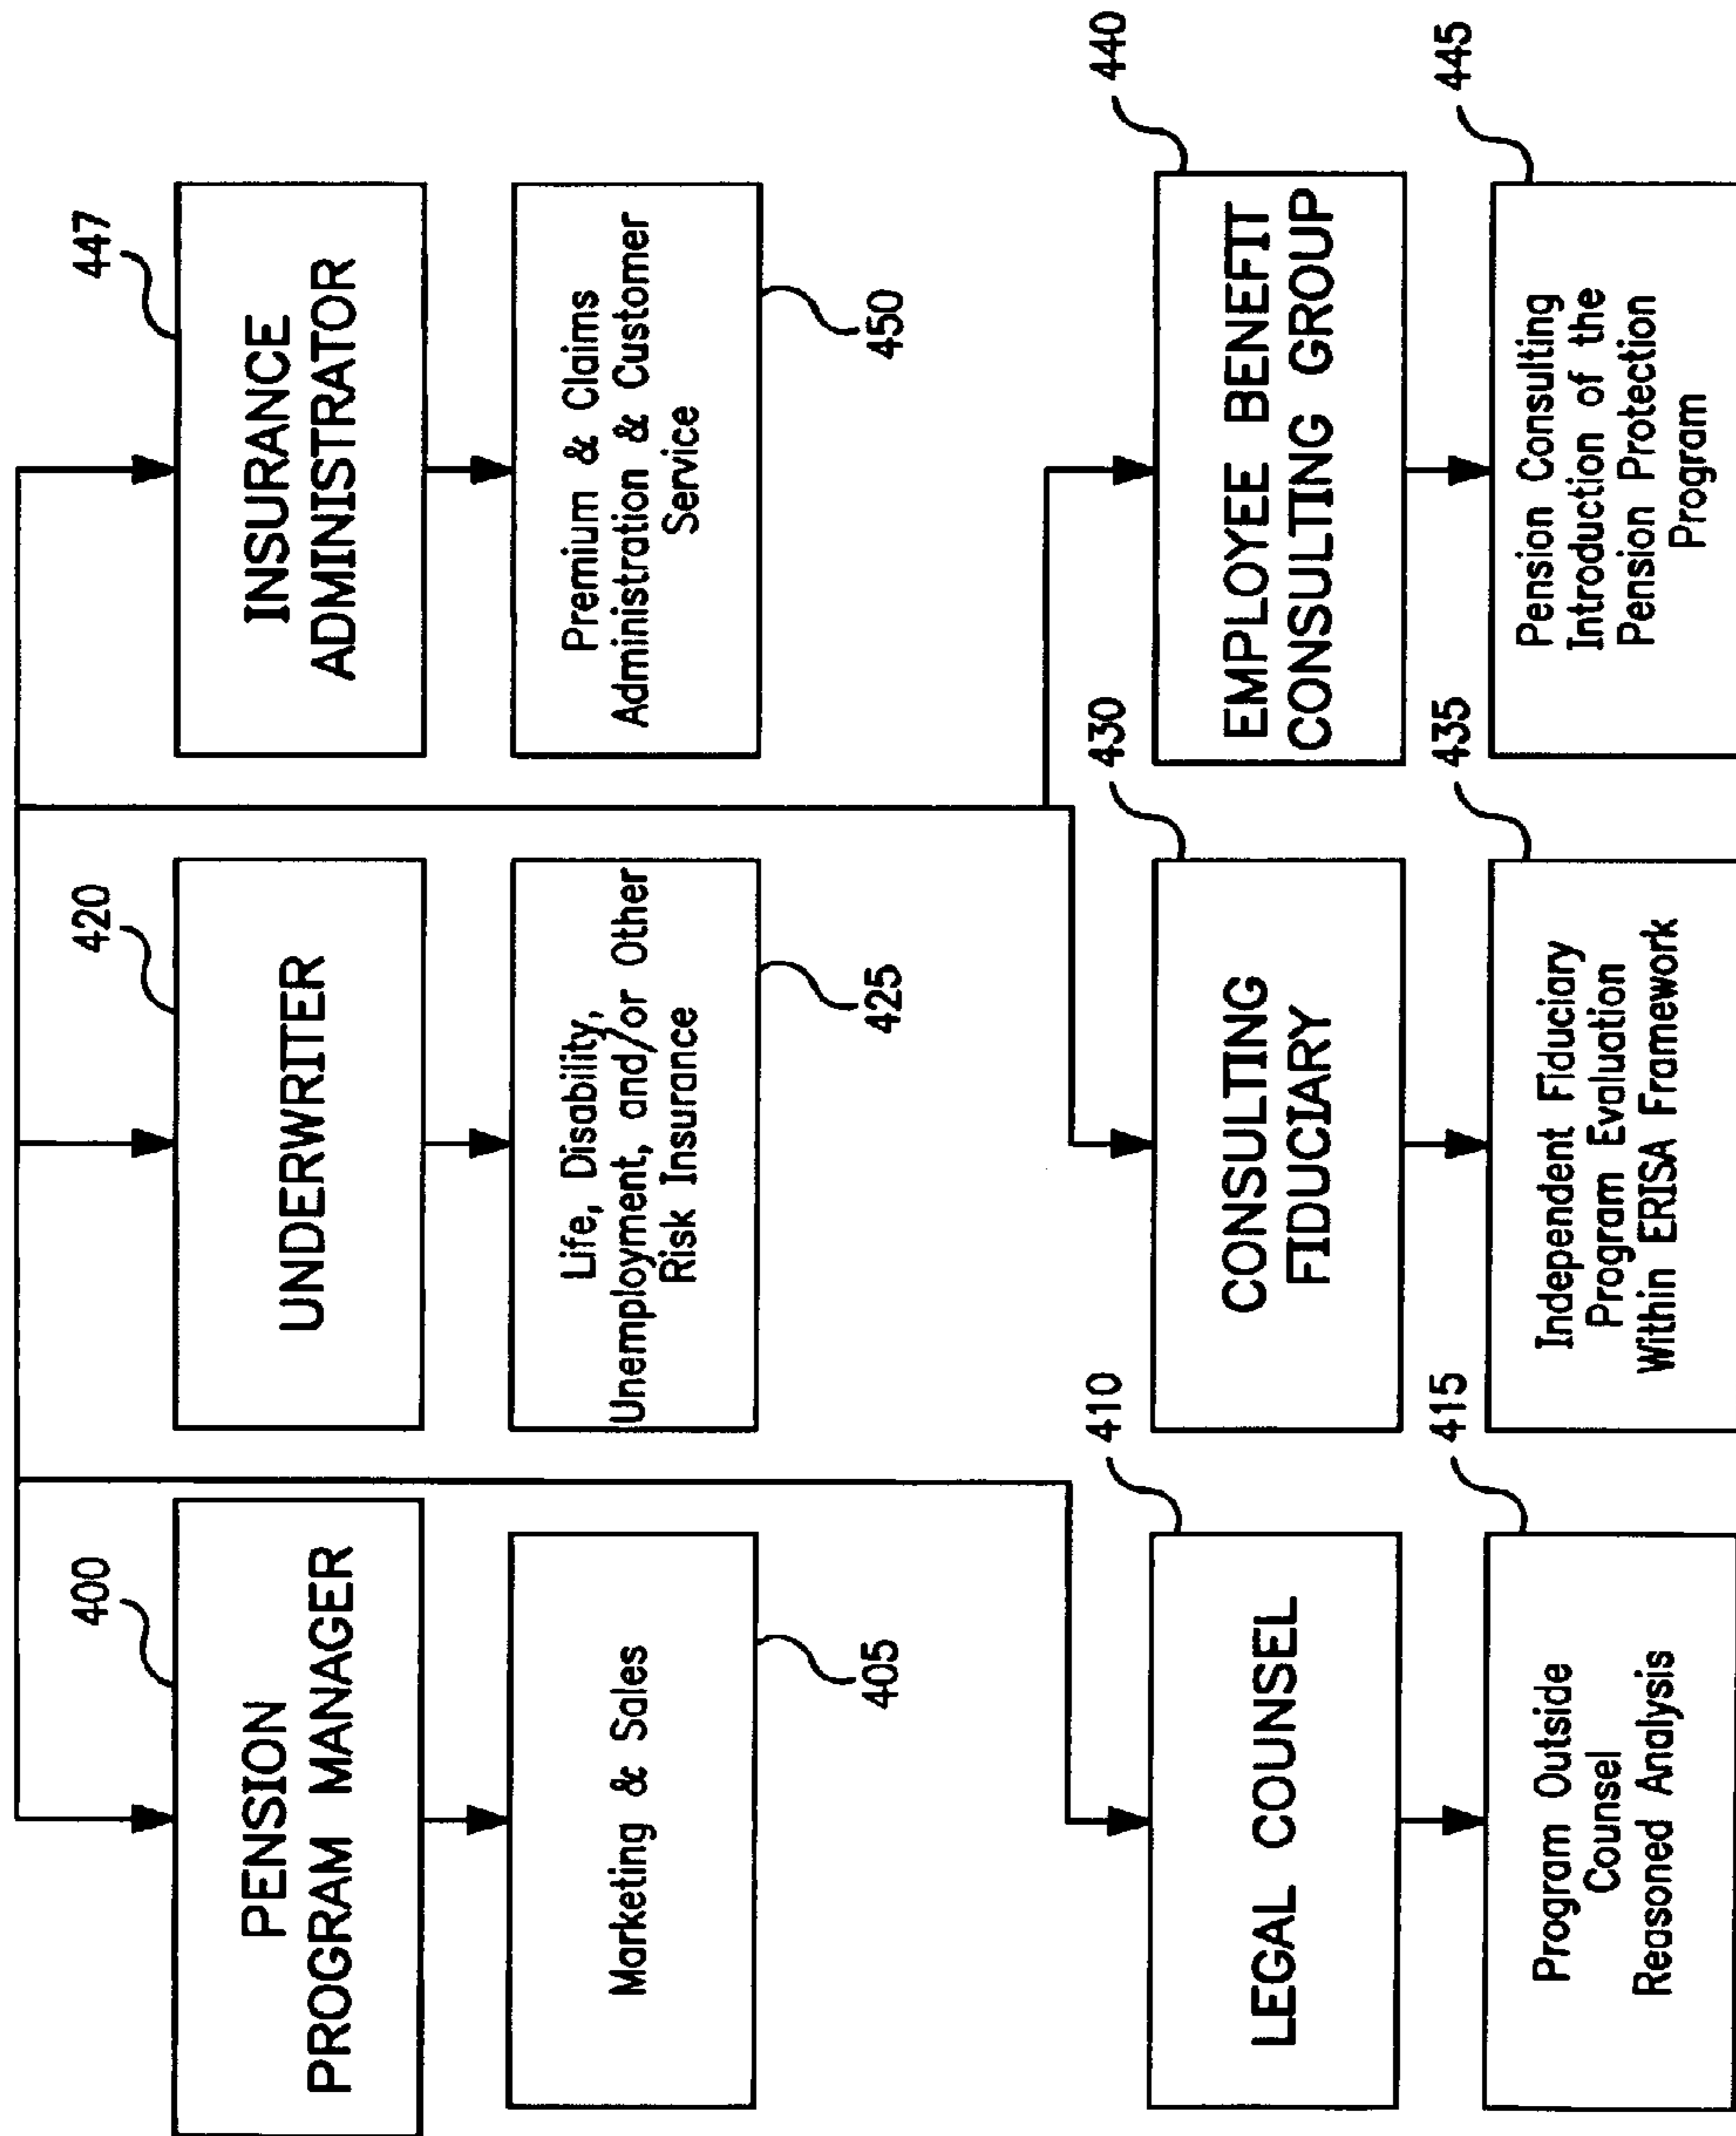 400
PENSION
PROGRAM MANAGER
420
UNDERWRITER
447
INSURANCE
ADMINISTRATOR
Marketing & Sales
405
Life, Disability,
Unemployment, and/or Other
Risk Insurance
425
Premium & Claims
Administration & Customer
Service
450
410
LEGAL COUNSEL
430
CONSULTING
FIDUCIARY
440
EMPLOYEE BENEFIT
CONSULTING GROUP
415
Program Outside
Counsel
Reasoned Analysis
435
Independent Fiduciary
Program Evaluation
Within ERISA Framework
445
Pension Consulting
Introduction of the
Pension Protection
Program